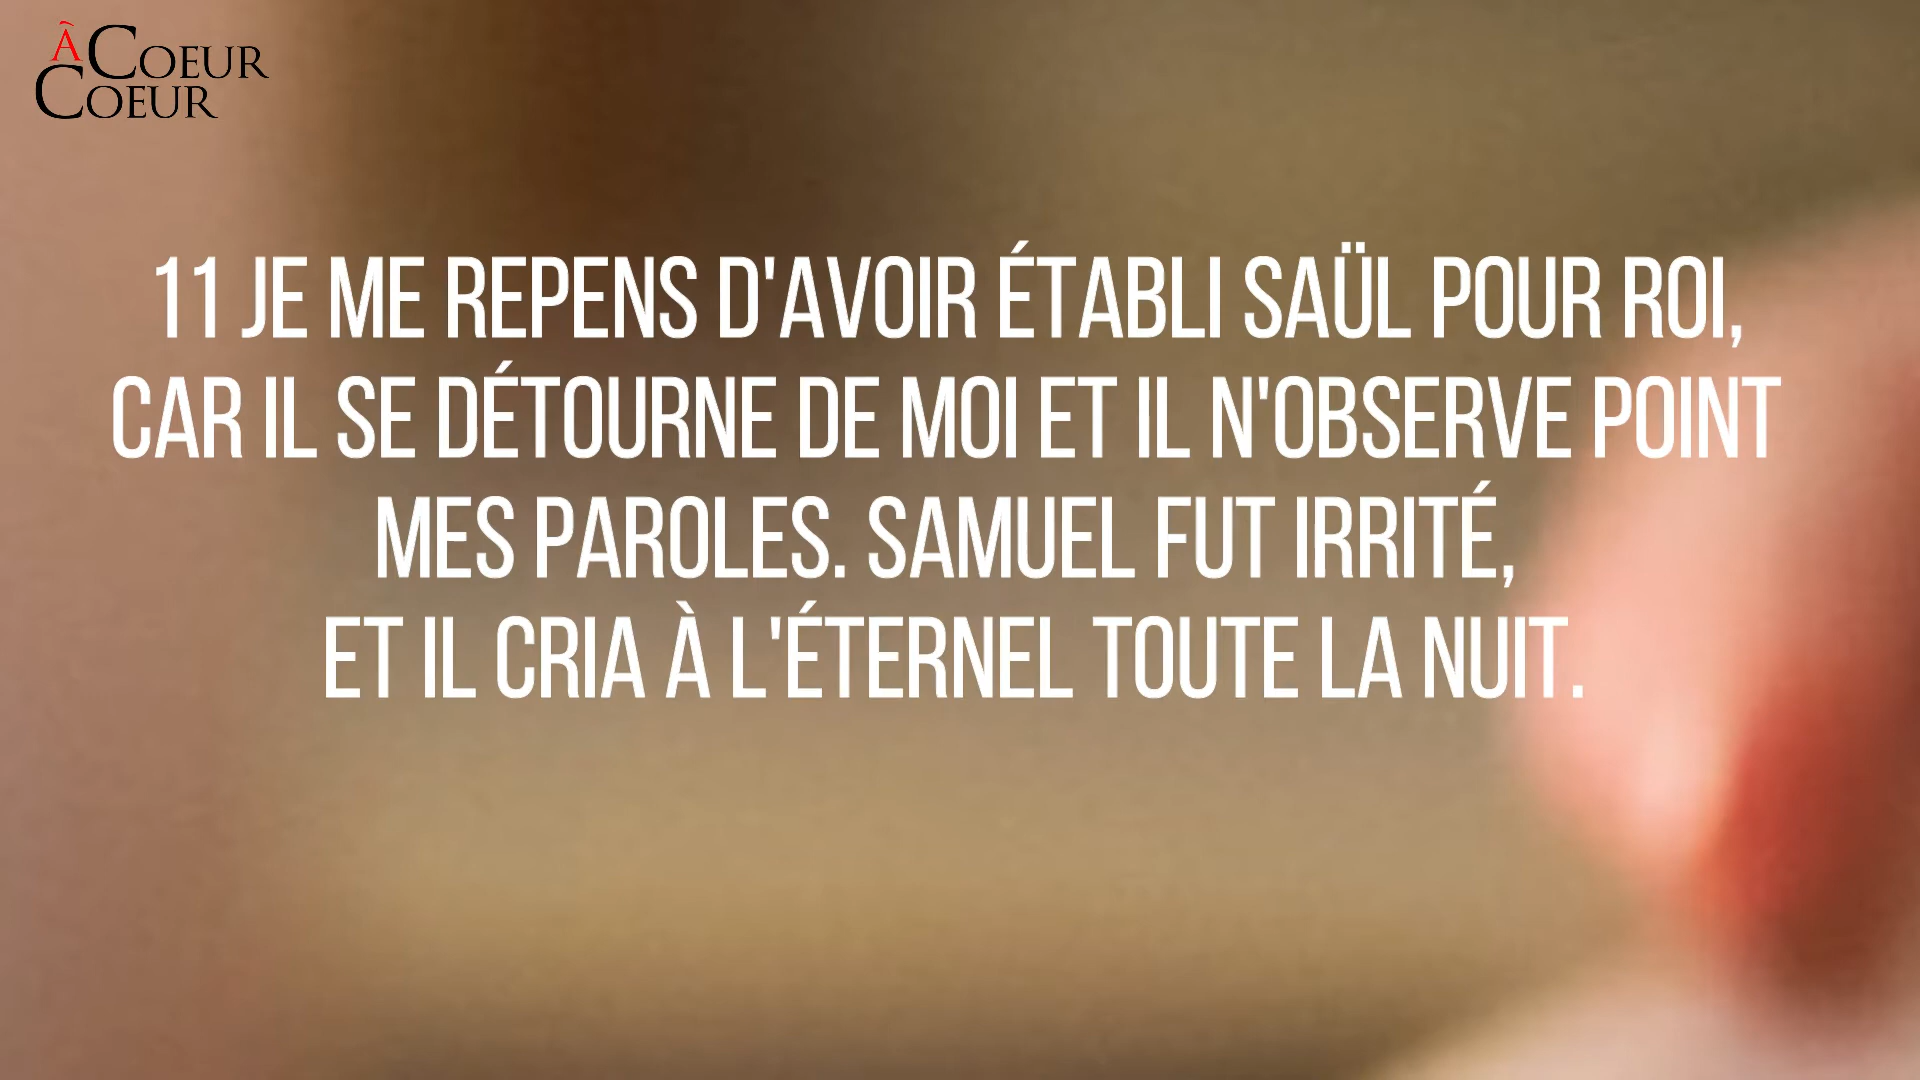 À COEUR
COEUR
11 JE ME REPENS D'AVOIR ÉTABLI SAÜL POUR ROI,
CAR IL SE DÉTOURNE DE MOI ET IL N'OBSERVE POINT
MES PAROLES. SAMUEL FUT IRRITÉ,
ET IL CRIA À L'ÉTERNEL TOUTE LA NUIT.